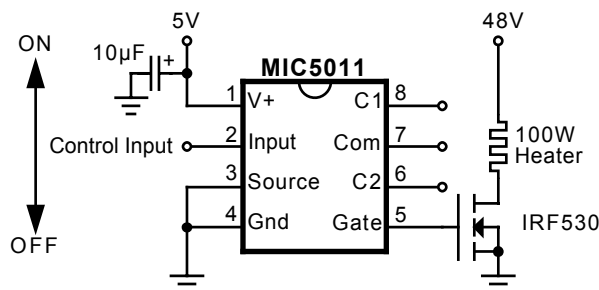 5V
48V
ON
10µF
+
MIC5011
1 V+ C1 8
Control Input 2 Input Com 7
100W
Heater
3 Source C2 6
4 Gnd Gate 5
IRF530
OFF